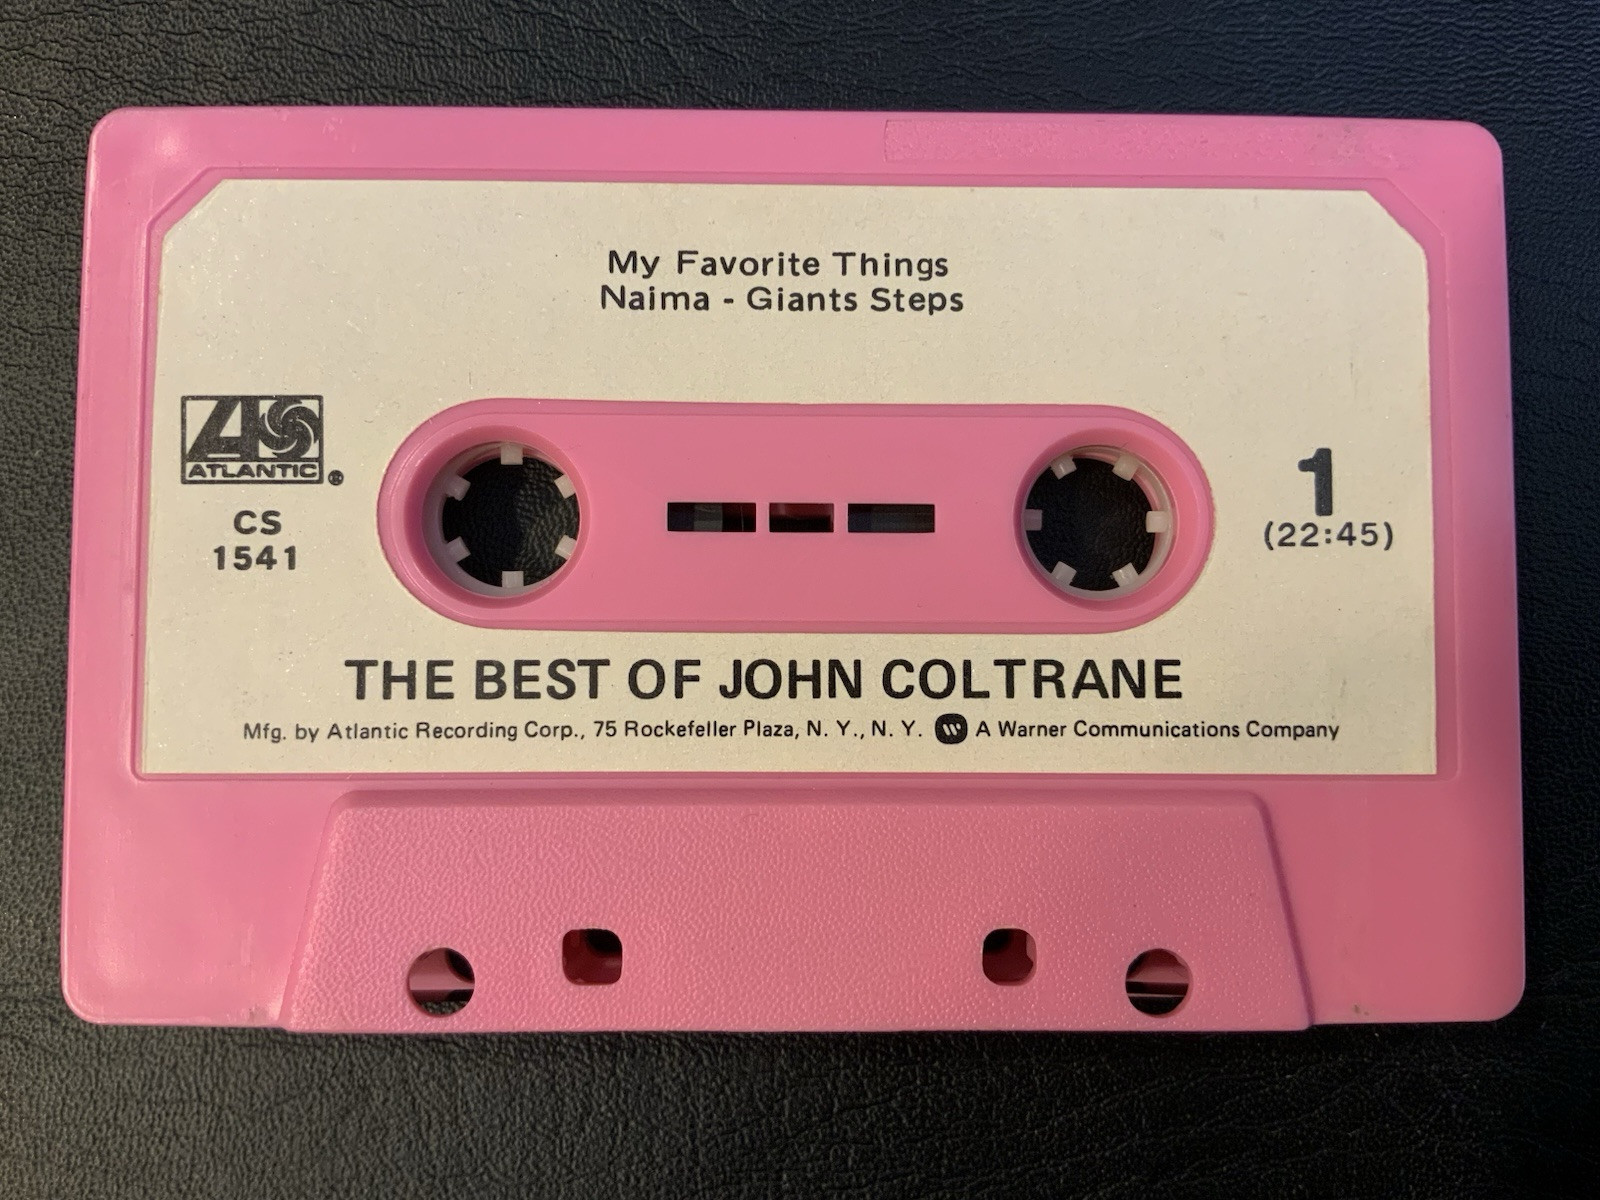 My Favorite Things
Naima - Giants Steps
ATLANTIC®
CS
1541
1
(22:45)
THE BEST OF JOHN COLTRANE
Mfg. by Atlantic Recording Corp., 75 Rockefeller Plaza, N. Y., N. Y. A Warner Communications Company